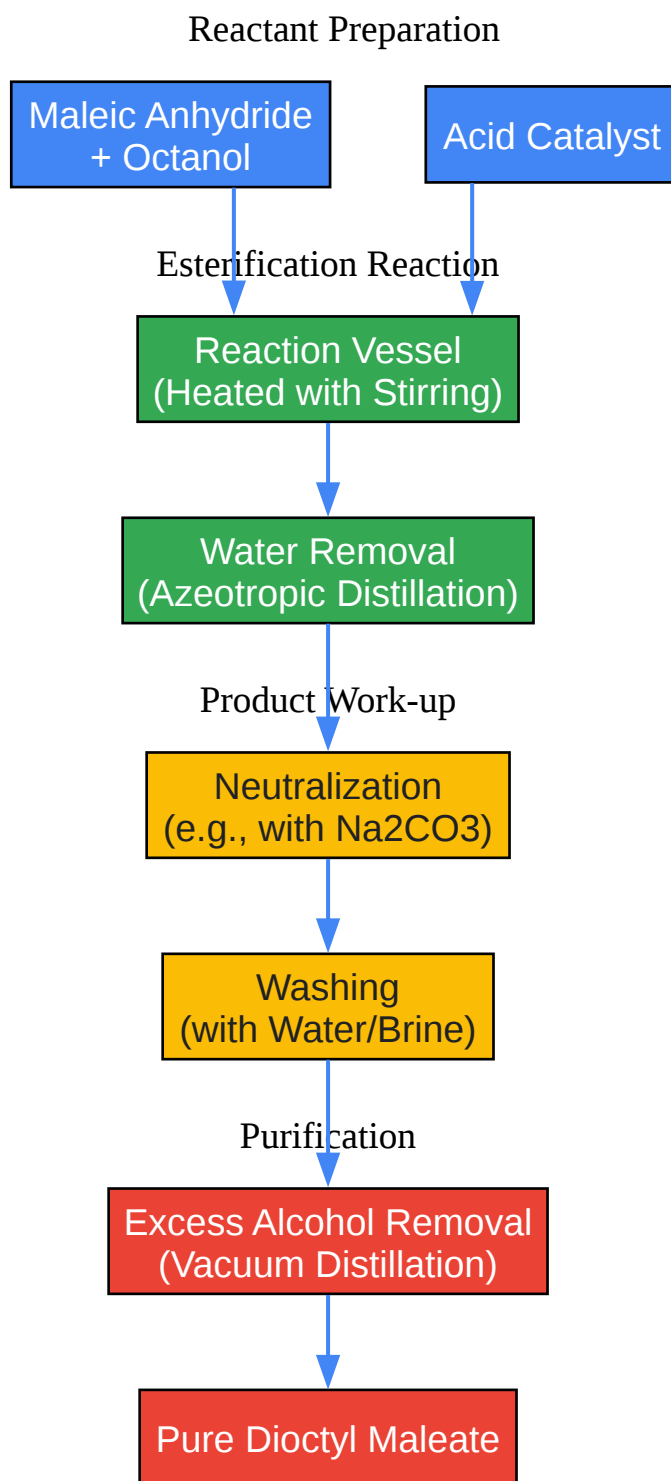 Reactant Preparation
Maleic Anhydride
+ Octanol
Acid Catalyst
Esterification Reaction
Reaction Vessel
(Heated with Stirring)
Water Removal
(Azeotropic Distillation)
Product Work-up
Neutralization
(e.g., with Na2CO3)
Washing
(with Water/Brine)
Purification
Excess Alcohol Removal
(Vacuum Distillation)
Pure Dioctyl Maleate